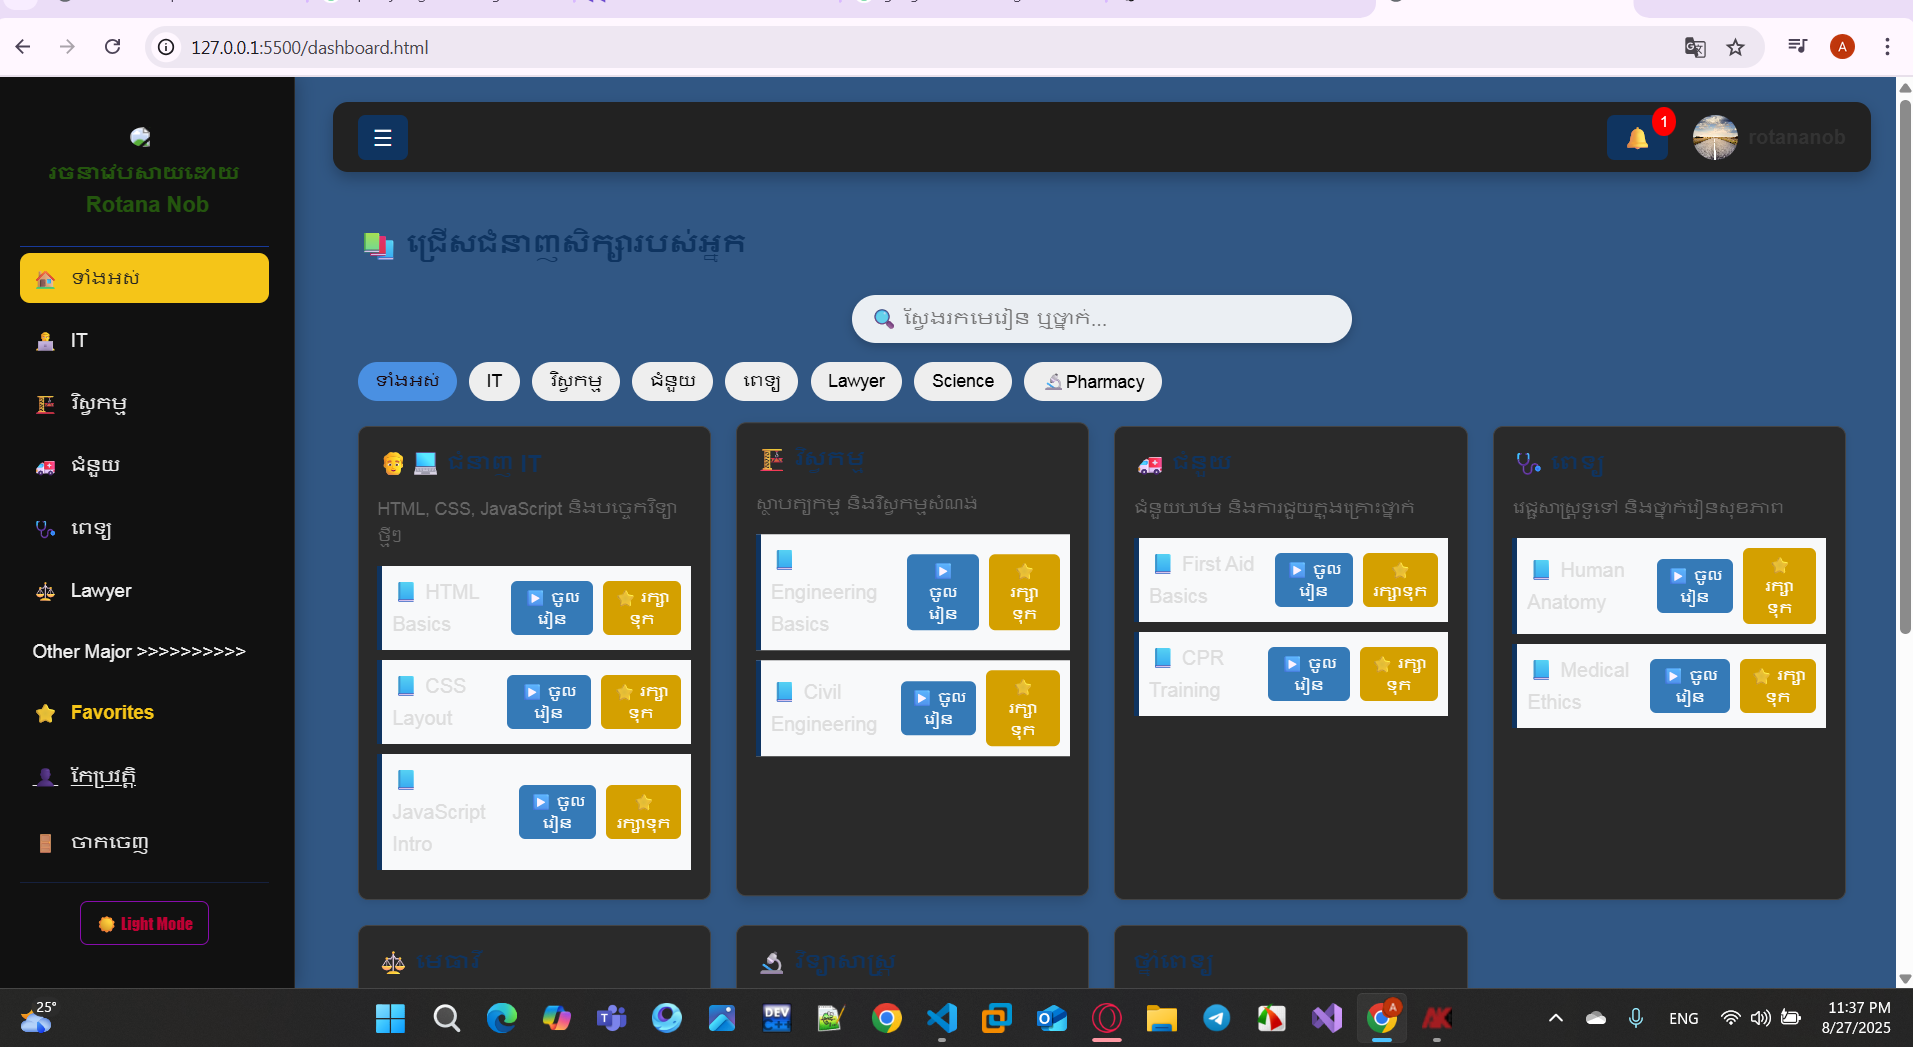 127.0.0.1:5500/dashboard.html
A
រចនាវេបសាយដោយ
Rotana Nob
ទាំងអស់
IT
វិស្វកម្ម
ជំនួយ
ពេទ្យ
Lawyer
Other Major >>>>>>>>>>
Favorites
កែប្រវត្តិ
ចាកចេញ
Light Mode
1
rotananob
ជ្រើសជំនាញសិក្សារបស់អ្នក
ស្វែងរកមេរៀន ឬថ្នាក់...
ទាំងអស់ IT វិស្វកម្ម ជំនួយ ពេទ្យ Lawyer Science Pharmacy
ជំនាញ IT
HTML, CSS, JavaScript និងបច្ចេកវិទ្យា
ថ្មីៗ
HTML
Basics
ចូល
រៀន
រក្សា
ទុក
CSS
Layout
ចូល
រៀន
រក្សា
ទុក
JavaScript
Intro
ចូល
រៀន
រក្សាទុក
វិស្វកម្ម
ស្ថាបត្យកម្ម និងវិស្វកម្មសំណង់
Engineering
Basics
ចូល
រៀន
រក្សា
ទុក
Civil
Engineering
ចូល
រៀន
រក្សា
ទុក
ជំនួយ
ជំនួយបឋម និងការជួយក្នុងគ្រោះថ្នាក់
First Aid
Basics
ចូល
រៀន
រក្សាទុក
CPR
Training
ចូល
រៀន
រក្សា
ទុក
ពេទ្យ
វេជ្ជសាស្ត្រទូទៅ និងថ្នាក់រៀនសុខភាព
Human
Anatomy
ចូល
រៀន
រក្សា
ទុក
Medical
Ethics
ចូល
រៀន
រក្សា
ទុក
មេធាវី
វិទ្យាសាស្ត្រ
ថ្នាំពេទ្យ
25°
DEV
C++
A
ENG
11:37 PM
8/27/2025